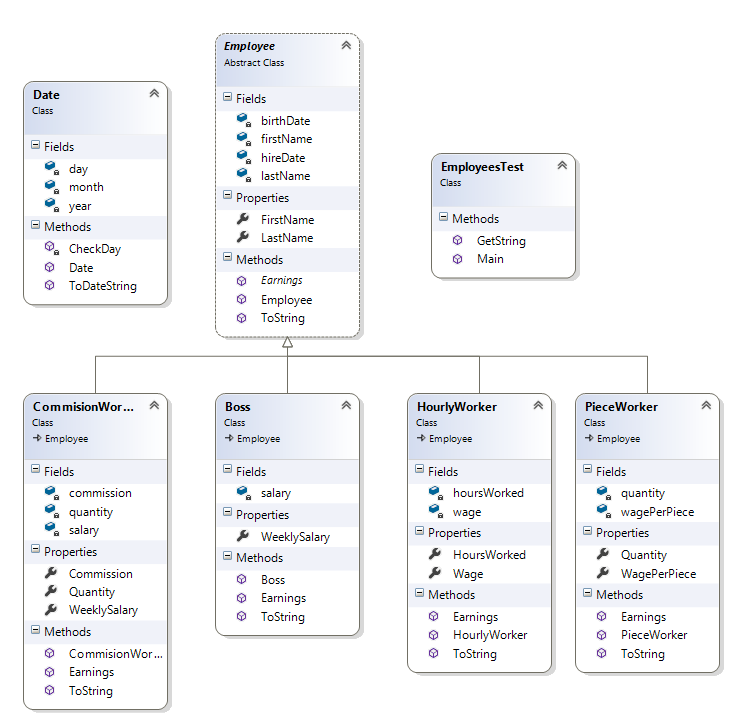 Date
Class
Fields
day
month
year
Methods
CheckDay
Date
ToDateString
Employee
Abstract Class
Fields
birthDate
firstName
hireDate
lastName
Properties
FirstName
LastName
Methods
Earnings
Employee
ToString
EmployeesTest
Class
Methods
GetString
Main
CommisionWor...
Class
Employee
Fields
commission
quantity
salary
Properties
Commission
Quantity
WeeklySalary
Methods
CommisionWor...
Earnings
ToString
Boss
Class
Employee
Fields
salary
Properties
WeeklySalary
Methods
Boss
Earnings
ToString
HourlyWorker
Class
Employee
Fields
hoursWorked
wage
Properties
HoursWorked
Wage
Methods
Earnings
HourlyWorker
ToString
PieceWorker
Class
Employee
Fields
quantity
wagePerPiece
Properties
Quantity
WagePerPiece
Methods
Earnings
PieceWorker
ToString